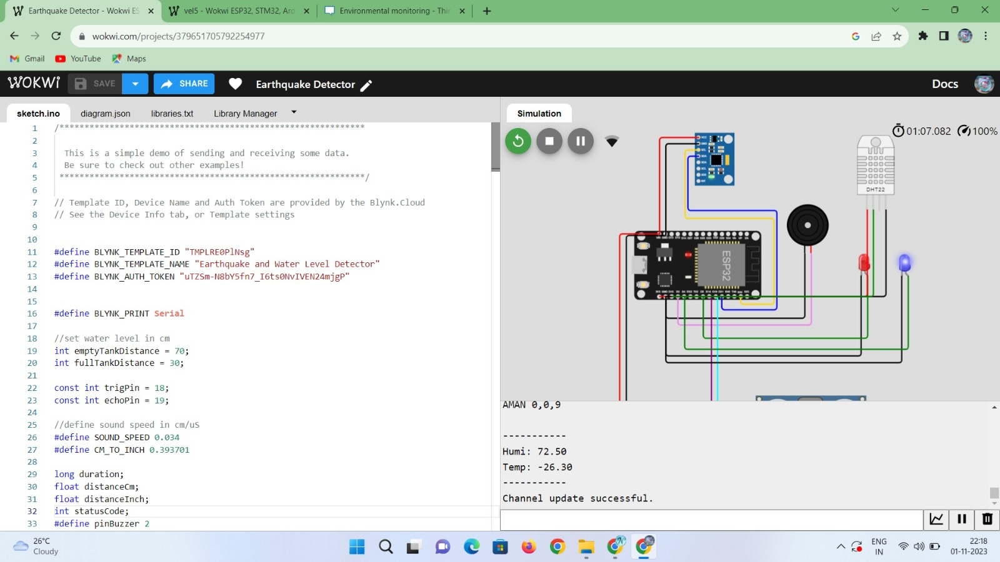 Earthquake Detector - Wokwi ES
vel5 - Wokwi ESP32, STM32, Ard
Environmental monitoring - Thin
wokwi.com/projects/379651705792254977
Gmail
YouTube
Maps
WOKWi
SAVE
SHARE
Earthquake Detector
Docs
sketch.ino
diagram.json
libraries.txt
Library Manager
1 /*************************************************************
2
3 This is a simple demo of sending and receiving some data.
4 Be sure to check out other examples!
5 *************************************************************/
6
7 // Template ID, Device Name and Auth Token are provided by the Blynk.Cloud
8 // See the Device Info tab, or Template settings
9
10
11 #define BLYNK_TEMPLATE_ID "TMPLRE0PlNsg"
12 #define BLYNK_TEMPLATE_NAME "Earthquake and Water Level Detector"
13 #define BLYNK_AUTH_TOKEN "uTZSm-N8bY5fn7_I6ts0NvIVEN24mjgP"
14
15
16 #define BLYNK_PRINT Serial
17
18 //set water level in cm
19 int emptyTankDistance = 70;
20 int fullTankDistance = 30;
21
22 const int trigPin = 18;
23 const int echoPin = 19;
24
25 //define sound speed in cm/uS
26 #define SOUND_SPEED 0.034
27 #define CM_TO_INCH 0.393701
28
29 long duration;
30 float distanceCm;
31 float distanceInch;
32 int statusCode;
33 #define pinBuzzer 2
Simulation
01:07.082
100%
DHT22
ESP32
AMAN 0,0,9
-----------
Humi: 72.50
Temp: -26.30
-----------
Channel update successful.
26°C
Cloudy
ENG
IN
22:18
01-11-2023